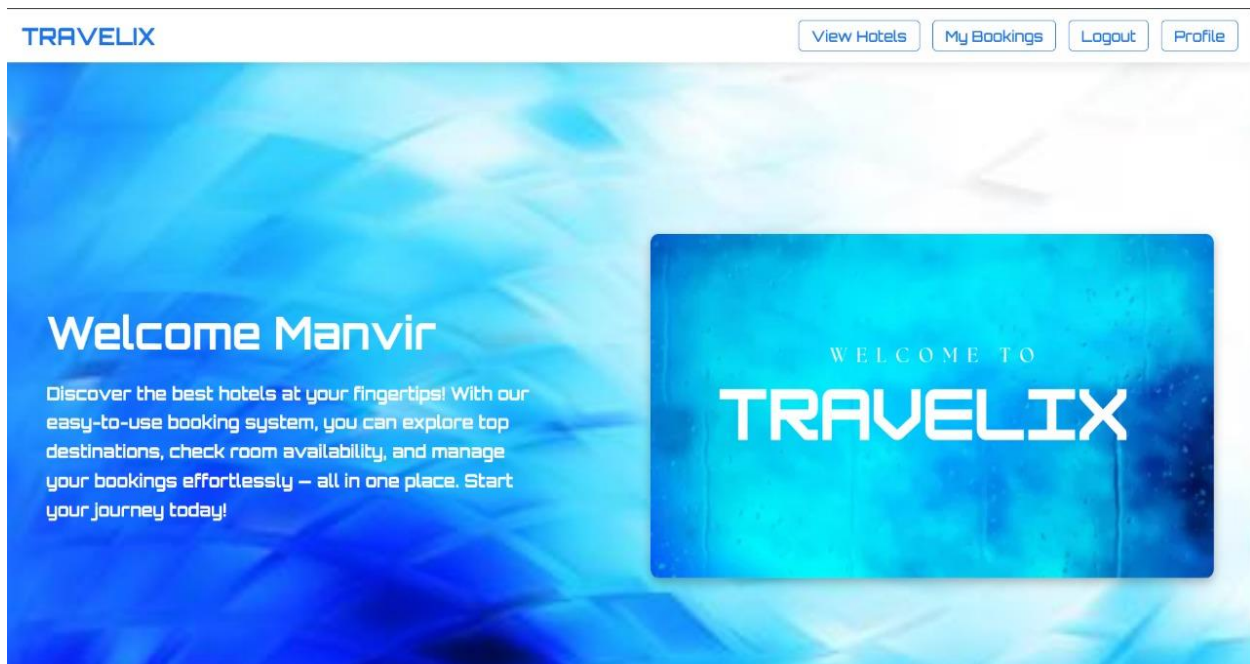 TRAVELIX
View Hotels
My Bookings
Logout
Profile
Welcome Manvir
Discover the best hotels at your fingertips! With our
easy-to-use booking system, you can explore top
destinations, check room availability, and manage
your bookings effortlessly – all in one place. Start
your journey today!
WELCOME TO
TRAVELIX